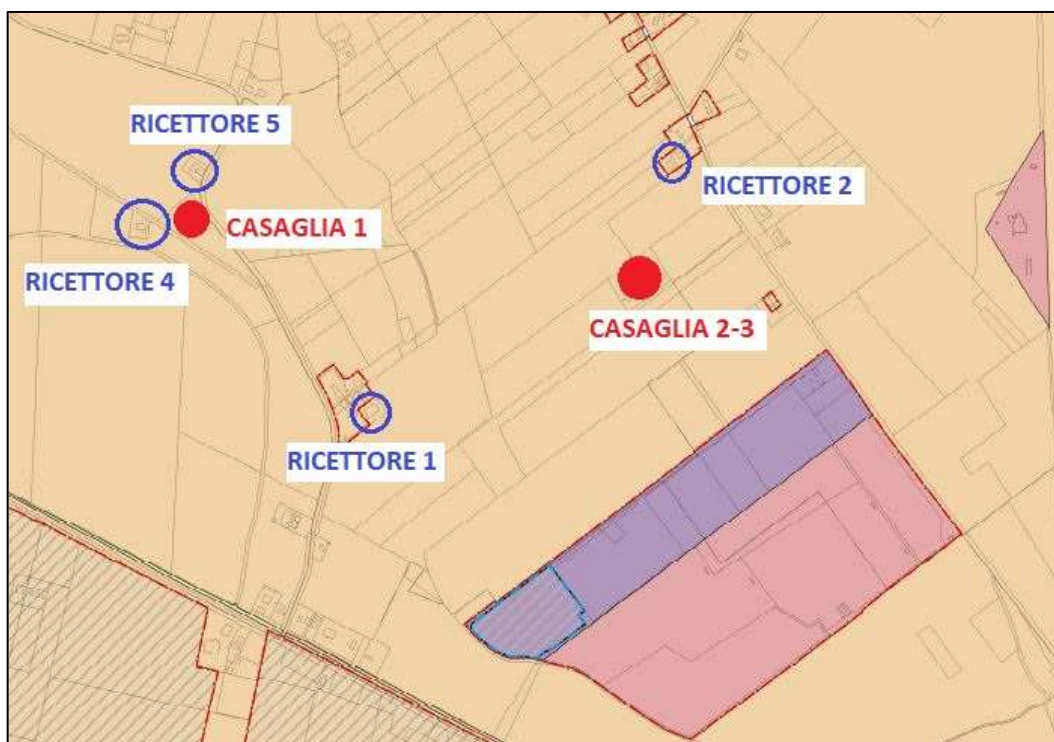 RICETTORE 5
RICETTORE 2
CASAGLIA 1
RICETTORE 4
CASAGLIA 2-3
RICETTORE 1